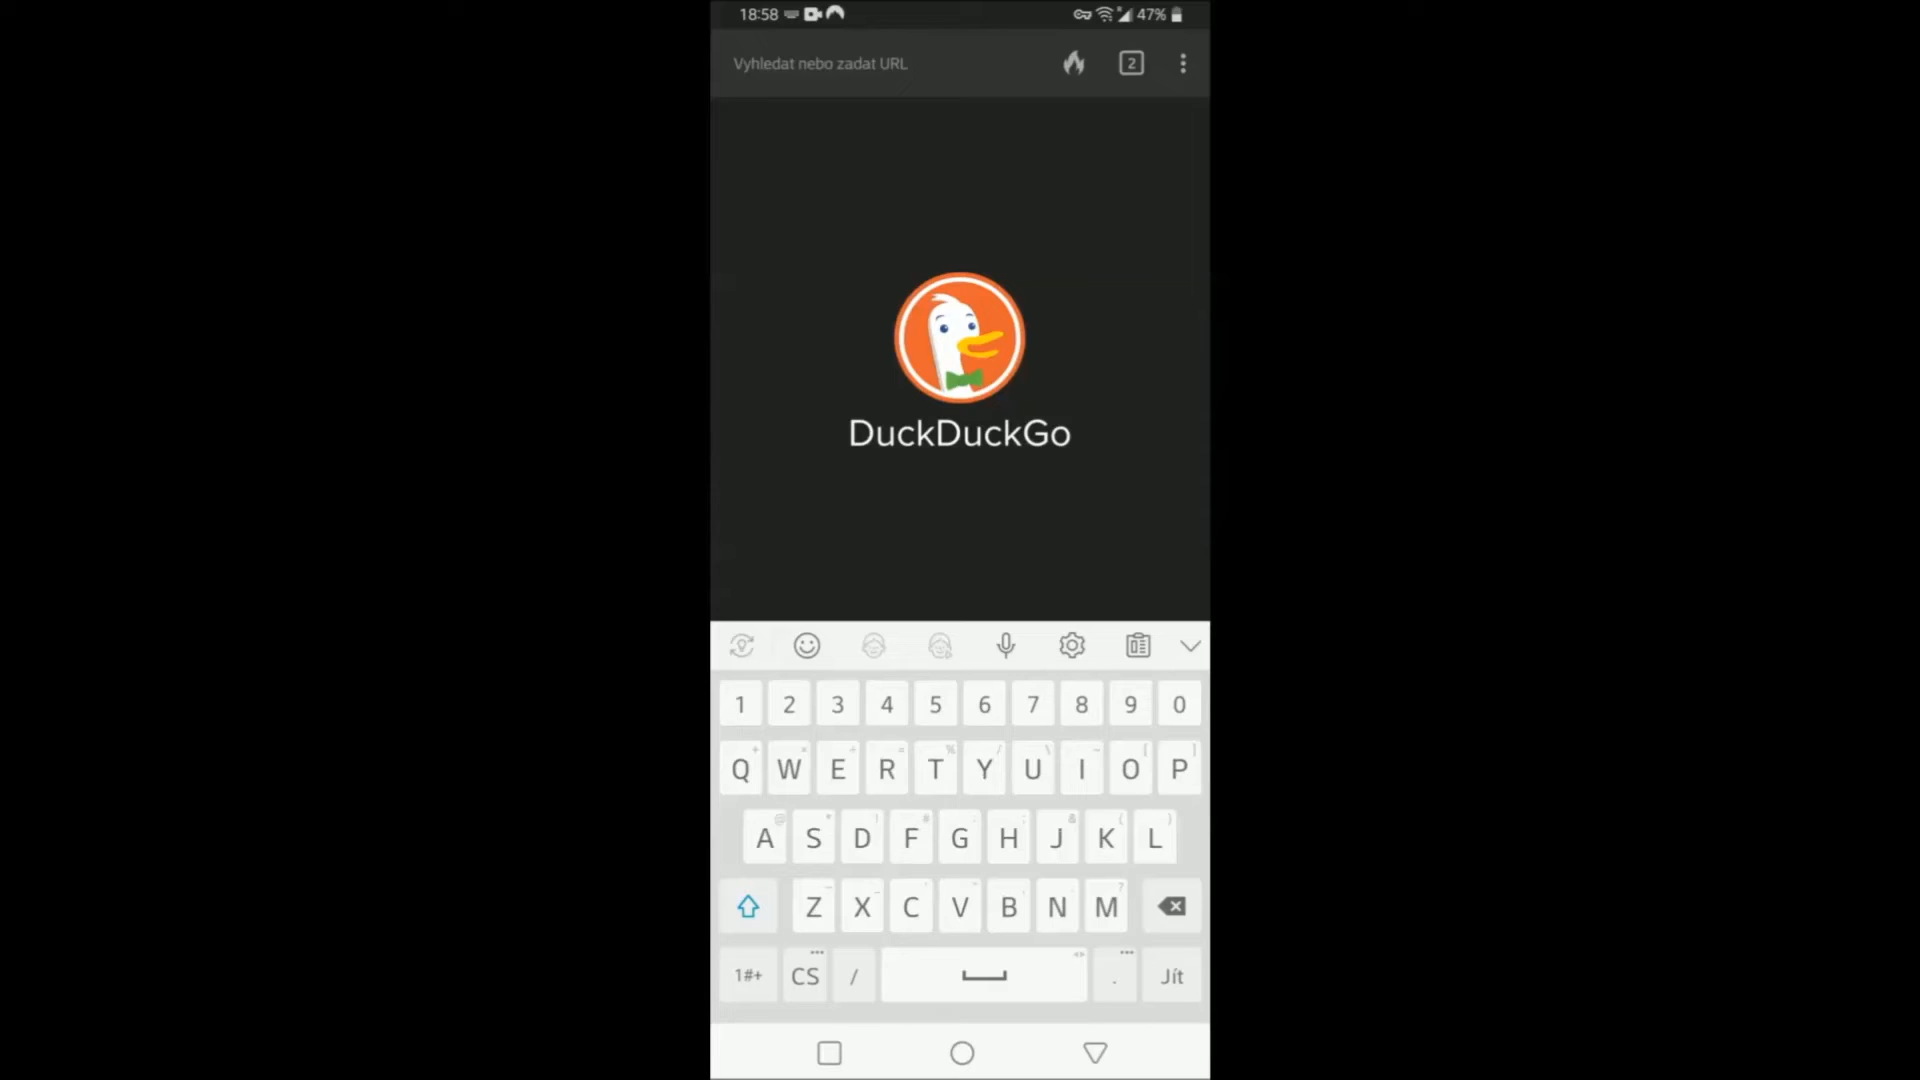 18:58 47%
Vyhledat nebo zadat URL 2
DuckDuckGo
1 2 3 4 5 6 7 8 9 0
Q W E R T Y U I O P
A S D F G H J K L
Z X C V B N M
1#+ CS / . Jít